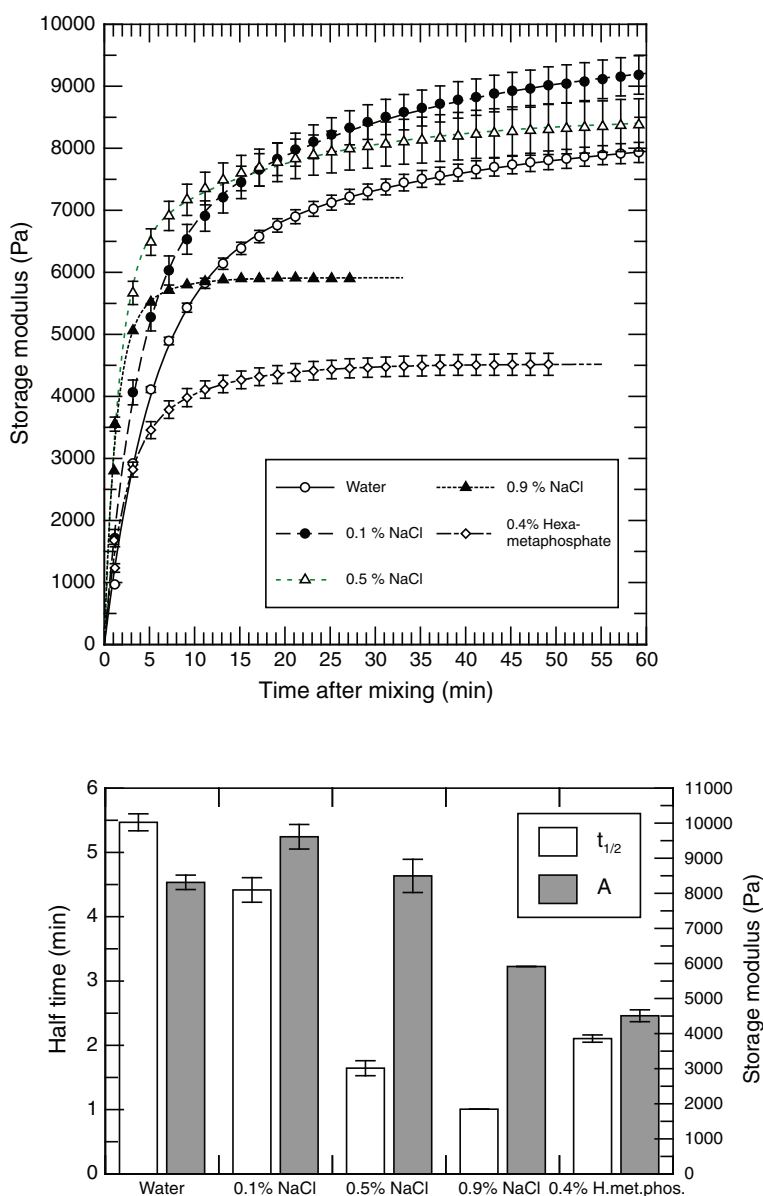 10000
9000
8000
7000
6000
5000
4000
3000
2000
1000
0
Storage modulus (Pa)
Water
0.1 % NaCl
0.5 % NaCl
0.9 % NaCl
0.4% Hexa-
metaphosphate
0 5 10 15 20 25 30 35 40 45 50 55 60
Time after mixing (min)
6
5
4
3
2
1
0
Half time (min)
t1/2
A
11000
10000
9000
8000
7000
6000
5000
4000
3000
2000
1000
0
Storage modulus (Pa)
Water 0.1% NaCl 0.5% NaCl 0.9% NaCl 0.4% H.met.phos.